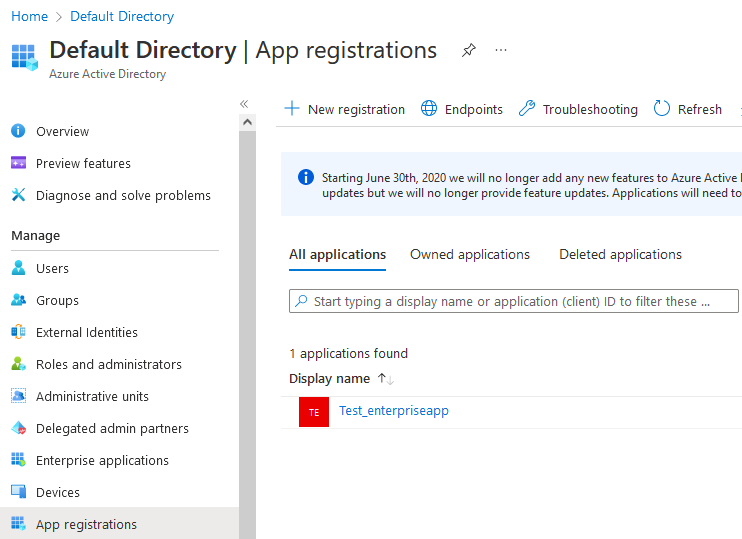 Home > Default Directory
Default Directory | App registrations
Azure Active Directory
Overview
Preview features
Diagnose and solve problems
Manage
Users
Groups
External Identities
Roles and administrators
Administrative units
Delegated admin partners
Enterprise applications
Devices
App registrations
New registration Endpoints Troubleshooting Refresh
Starting June 30th, 2020 we will no longer add any new features to Azure Active
updates but we will no longer provide feature updates. Applications will need to
All applications Owned applications Deleted applications
Start typing a display name or application (client) ID to filter these ...
1 applications found
Display name
TE Test_enterpriseapp